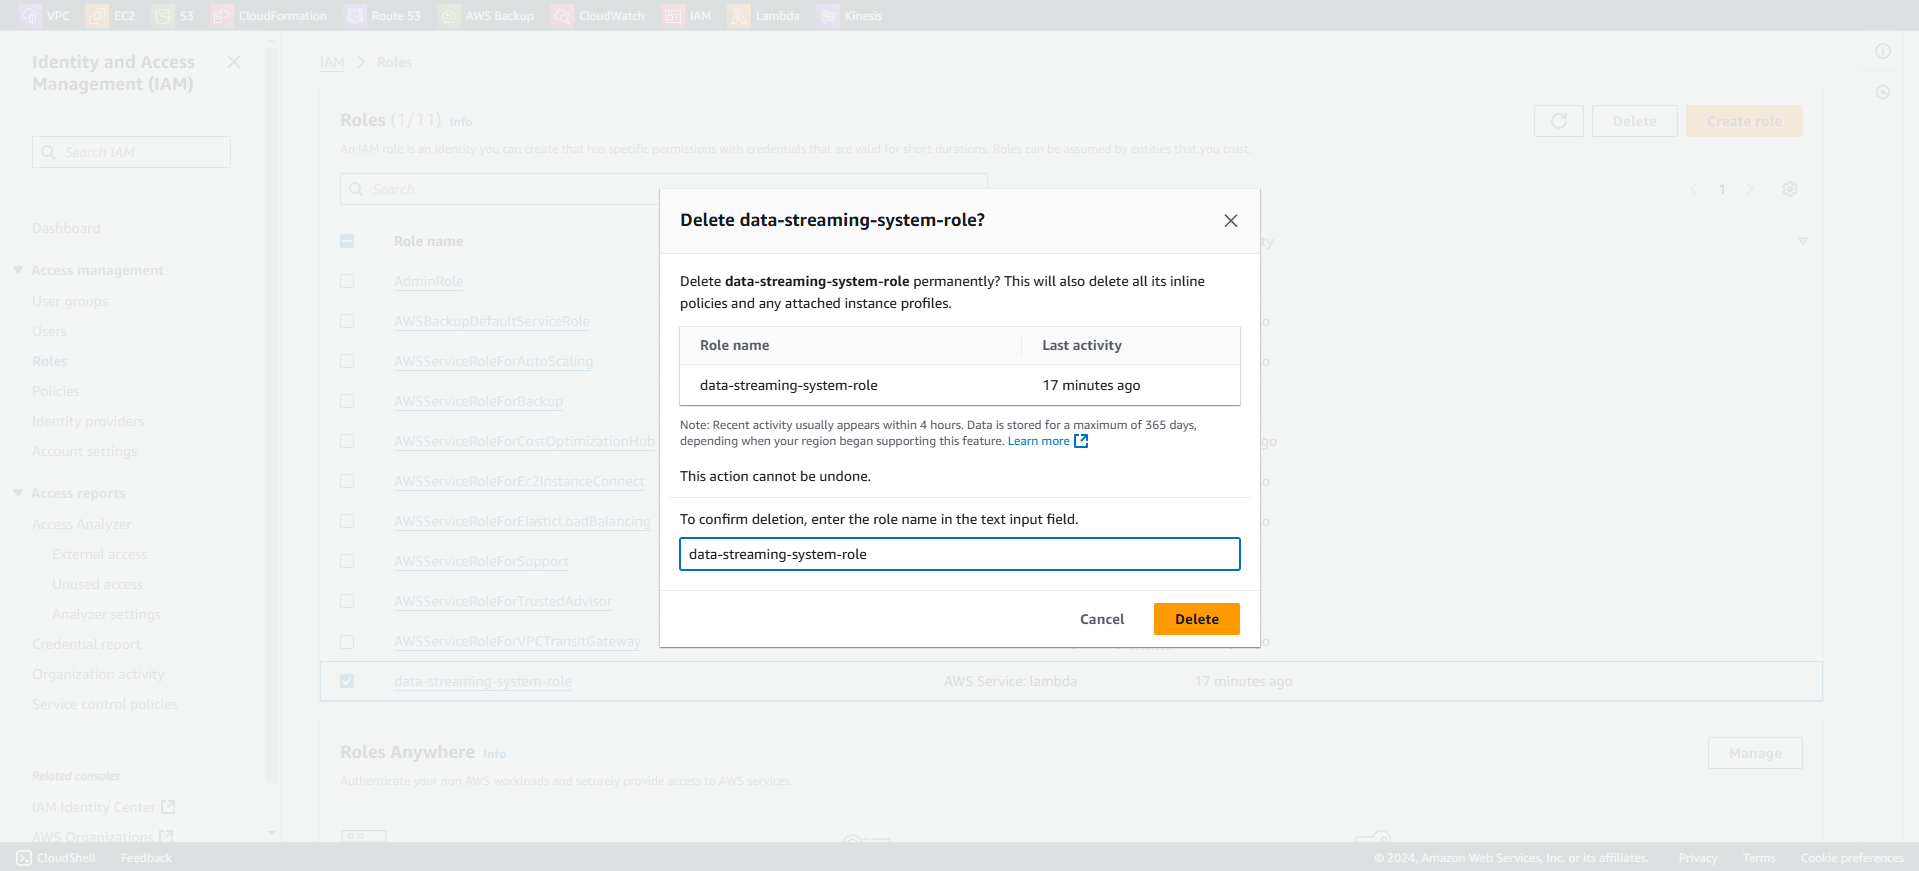 VPC EC2 S3 CloudFormation Route 53 AWS Backup CloudWatch IAM Lambda Kinesis
Identity and Access
Management (IAM)
Search IAM
Dashboard
Access management
User groups
Users
Roles
Policies
Identity providers
Account settings
Access reports
Access Analyzer
External access
Unused access
Analyzer settings
Credential report
Organization activity
Service control policies
Related consoles
IAM Identity Center
AWS Organizations
IAM > Roles
Roles (1/11) Info
Delete
Create role
An IAM role is an identity you can create that has specific permissions with credentials that are valid for short durations. Roles can be assumed by entities that you trust.
Search
1
Role name
AdminRole
AWSBackupDefaultServiceRole
AWSServiceRoleForAutoScaling
AWSServiceRoleForBackup
AWSServiceRoleForCostOptimizationHub
AWSServiceRoleForEc2InstanceConnect
AWSServiceRoleForElasticLoadBalancing
AWSServiceRoleForSupport
AWSServiceRoleForTrustedAdvisor
AWSServiceRoleForVPCTransitGateway
data-streaming-system-role AWS Service: lambda 17 minutes ago
Delete data-streaming-system-role?
Delete data-streaming-system-role permanently? This will also delete all its inline
policies and any attached instance profiles.
Role name Last activity
data-streaming-system-role 17 minutes ago
Note: Recent activity usually appears within 4 hours. Data is stored for a maximum of 365 days,
depending when your region began supporting this feature. Learn more
This action cannot be undone.
To confirm deletion, enter the role name in the text input field.
data-streaming-system-role
Cancel Delete
Roles Anywhere Info
Manage
Authenticate your non AWS workloads and securely provide access to AWS services.
CloudShell Feedback © 2024, Amazon Web Services, Inc. or its affiliates. Privacy Terms Cookie preferences